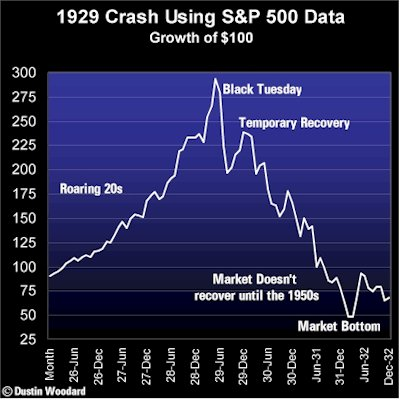 1929 Crash Using S&P 500 Data
Growth of $100
300
275
250
225
200
175
150
125
100
75
50
25
Black Tuesday
Temporary Recovery
Roaring 20s
Market Doesn't
recover until the 1950s
Market Bottom
Month
26-Jun
26-Dec
27-Jun
27-Dec
28-Jun
28-Dec
29-Jun
29-Dec
30-Jun
30-Dec
Jun-31
31-Dec
Jun-32
Dec-32
© Dustin Woodard